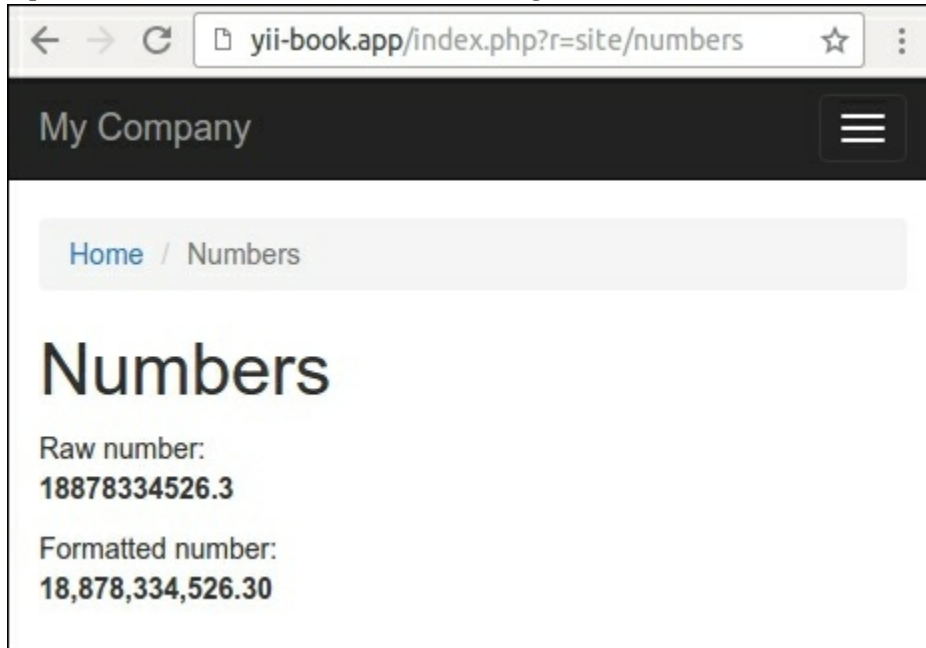 yii-book.app/index.php?r=site/numbers
My Company
Home / Numbers
Numbers
Raw number:
18878334526.3
Formatted number:
18,878,334,526.30